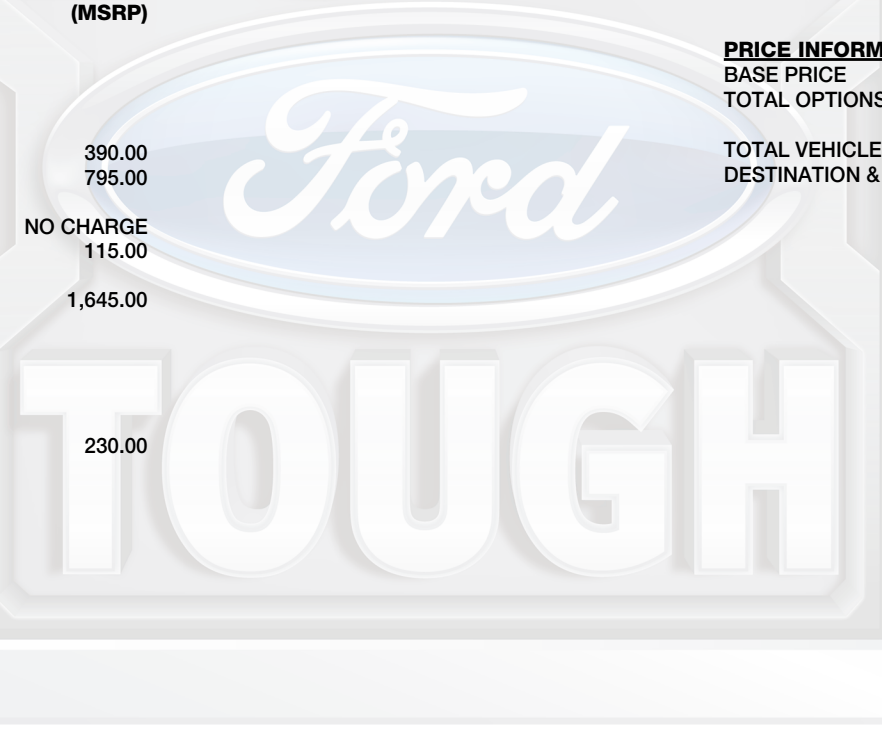 (MSRP)
390.00
795.00
NO CHARGE
115.00
1,645.00
230.00
PRICE INFORM
BASE PRICE
TOTAL OPTIONS
TOTAL VEHICLE
DESTINATION &
Ford
TOUGH